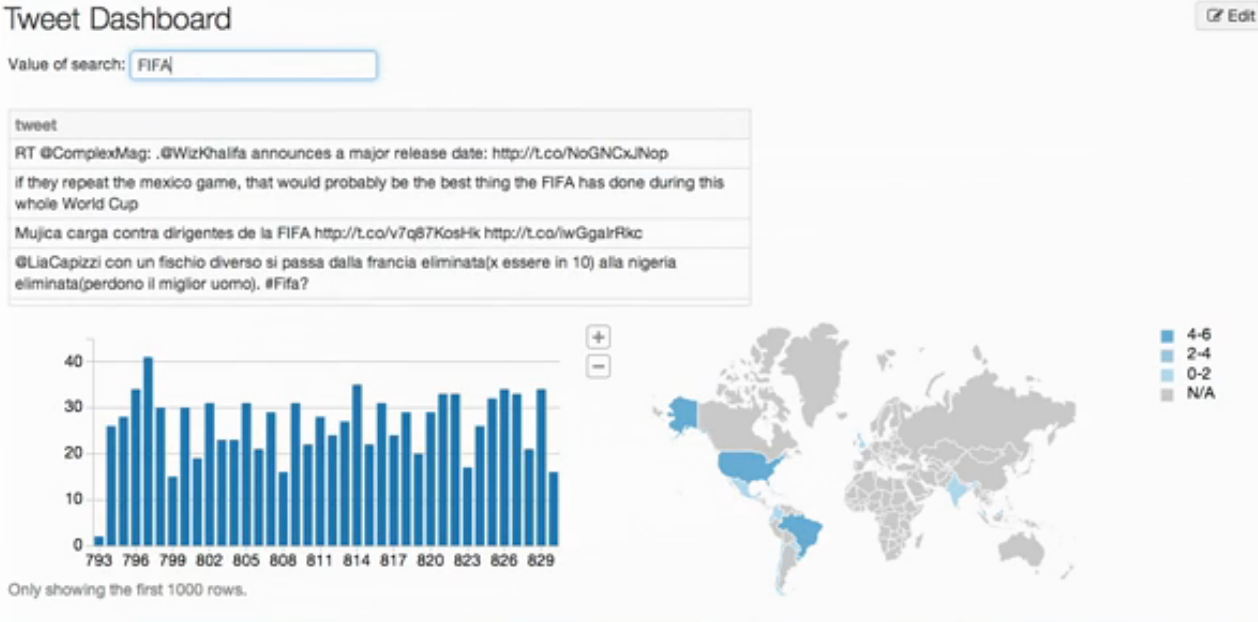 Tweet Dashboard
Edit
Value of search: FIFA
tweet
RT @ComplexMag: .@WizKhalifa announces a major release date: http://t.co/NoGNCxJNop
if they repeat the mexico game, that would probably be the best thing the FIFA has done during this
whole World Cup
Mujica carga contra dirigentes de la FIFA http://t.co/v7q87KosHk http://t.co/iwGgalrRkc
@LiaCapizzi con un fischio diverso si passa dalla francia eliminata(x essere in 10) alla nigeria
eliminata(perdono il miglior uomo). #Fifa?
40
30
20
10
0
793 796 799 802 805 808 811 814 817 820 823 826 829
+
−
4-6
2-4
0-2
N/A
Only showing the first 1000 rows.